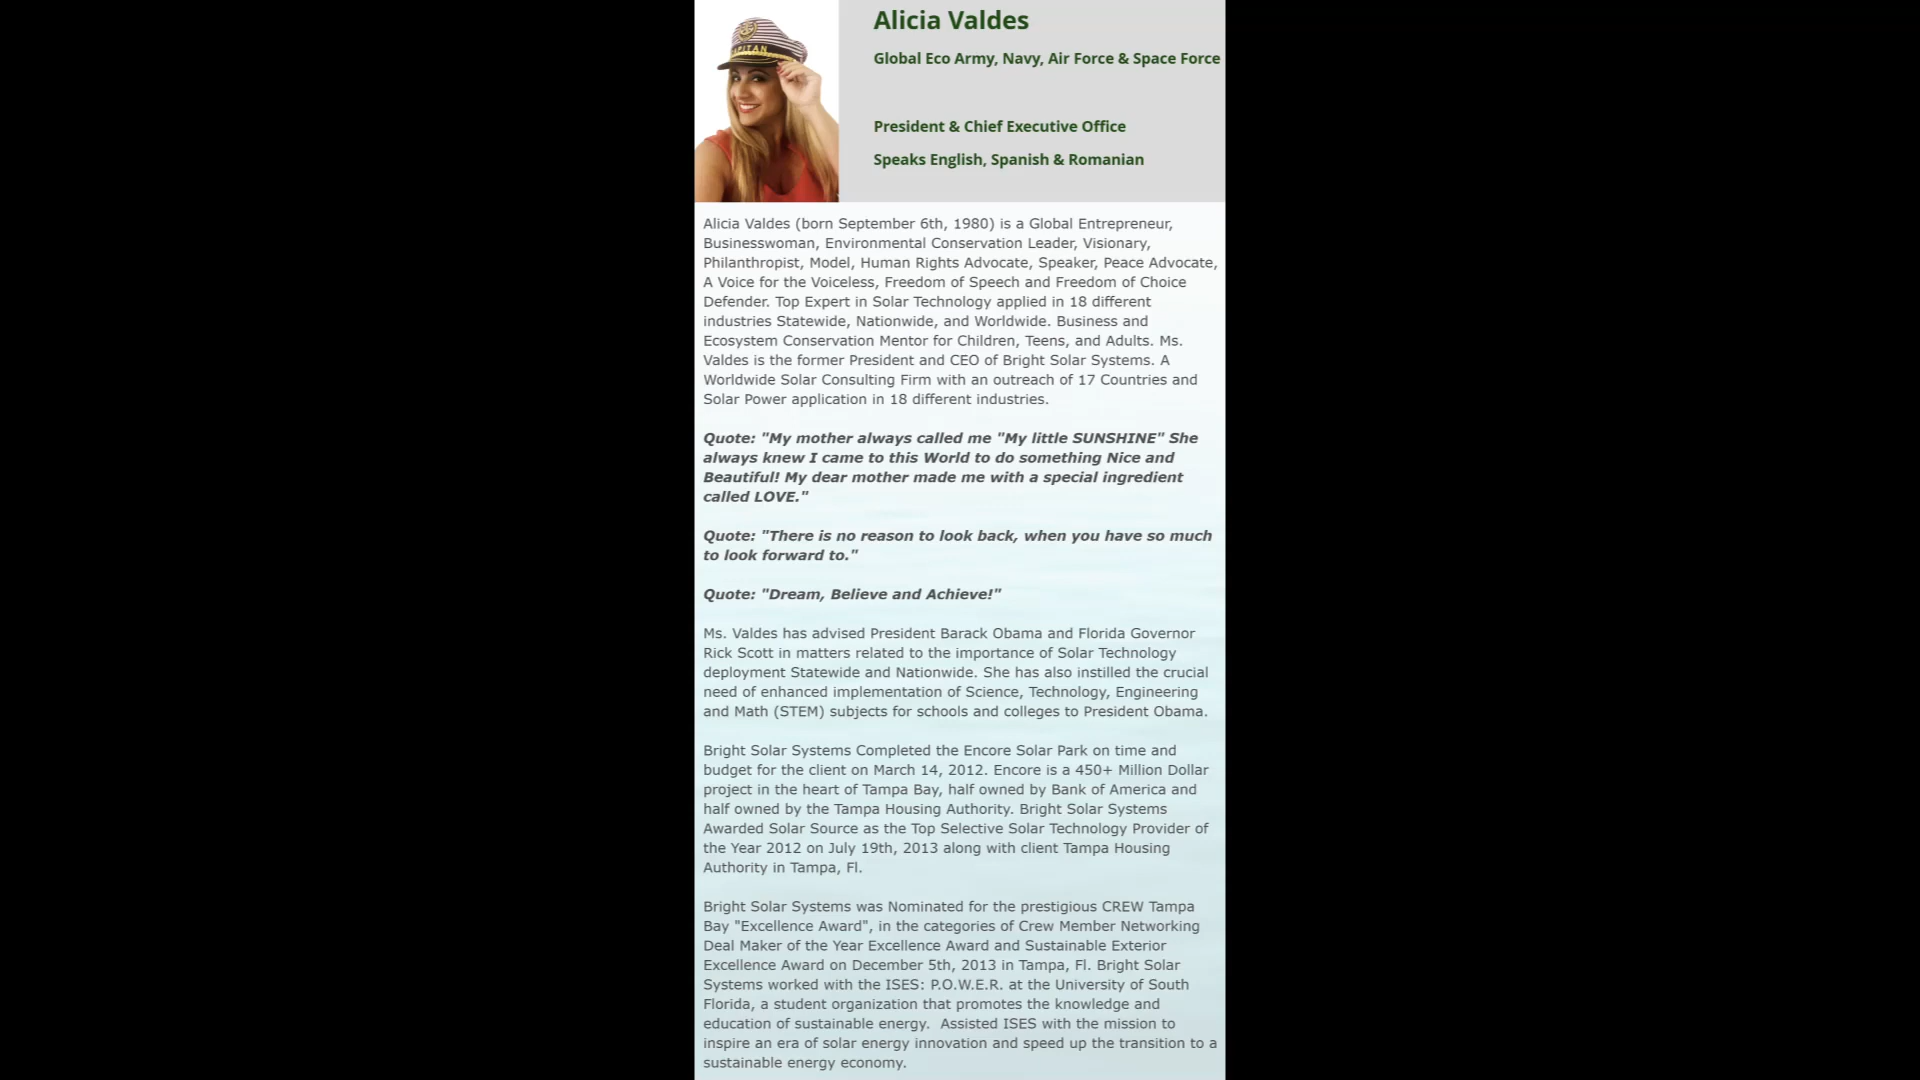 Alicia Valdes
Global Eco Army, Navy, Air Force & Space Force
President & Chief Executive Office
Speaks English, Spanish & Romanian
Alicia Valdes (born September 6th, 1980) is a Global Entrepreneur,
Businesswoman, Environmental Conservation Leader, Visionary,
Philanthropist, Model, Human Rights Advocate, Speaker, Peace Advocate,
A Voice for the Voiceless, Freedom of Speech and Freedom of Choice
Defender. Top Expert in Solar Technology applied in 18 different
industries Statewide, Nationwide, and Worldwide. Business and
Ecosystem Conservation Mentor for Children, Teens, and Adults. Ms.
Valdes is the former President and CEO of Bright Solar Systems. A
Worldwide Solar Consulting Firm with an outreach of 17 Countries and
Solar Power application in 18 different industries.
Quote: "My mother always called me "My little SUNSHINE" She
always knew I came to this World to do something Nice and
Beautiful! My dear mother made me with a special ingredient
called LOVE."
Quote: "There is no reason to look back, when you have so much
to look forward to."
Quote: "Dream, Believe and Achieve!"
Ms. Valdes has advised President Barack Obama and Florida Governor
Rick Scott in matters related to the importance of Solar Technology
deployment Statewide and Nationwide. She has also instilled the crucial
need of enhanced implementation of Science, Technology, Engineering
and Math (STEM) subjects for schools and colleges to President Obama.
Bright Solar Systems Completed the Encore Solar Park on time and
budget for the client on March 14, 2012. Encore is a 450+ Million Dollar
project in the heart of Tampa Bay, half owned by Bank of America and
half owned by the Tampa Housing Authority. Bright Solar Systems
Awarded Solar Source as the Top Selective Solar Technology Provider of
the Year 2012 on July 19th, 2013 along with client Tampa Housing
Authority in Tampa, Fl.
Bright Solar Systems was Nominated for the prestigious CREW Tampa
Bay "Excellence Award", in the categories of Crew Member Networking
Deal Maker of the Year Excellence Award and Sustainable Exterior
Excellence Award on December 5th, 2013 in Tampa, Fl. Bright Solar
Systems worked with the ISES: P.O.W.E.R. at the University of South
Florida, a student organization that promotes the knowledge and
education of sustainable energy.  Assisted ISES with the mission to
inspire an era of solar energy innovation and speed up the transition to a
sustainable energy economy.